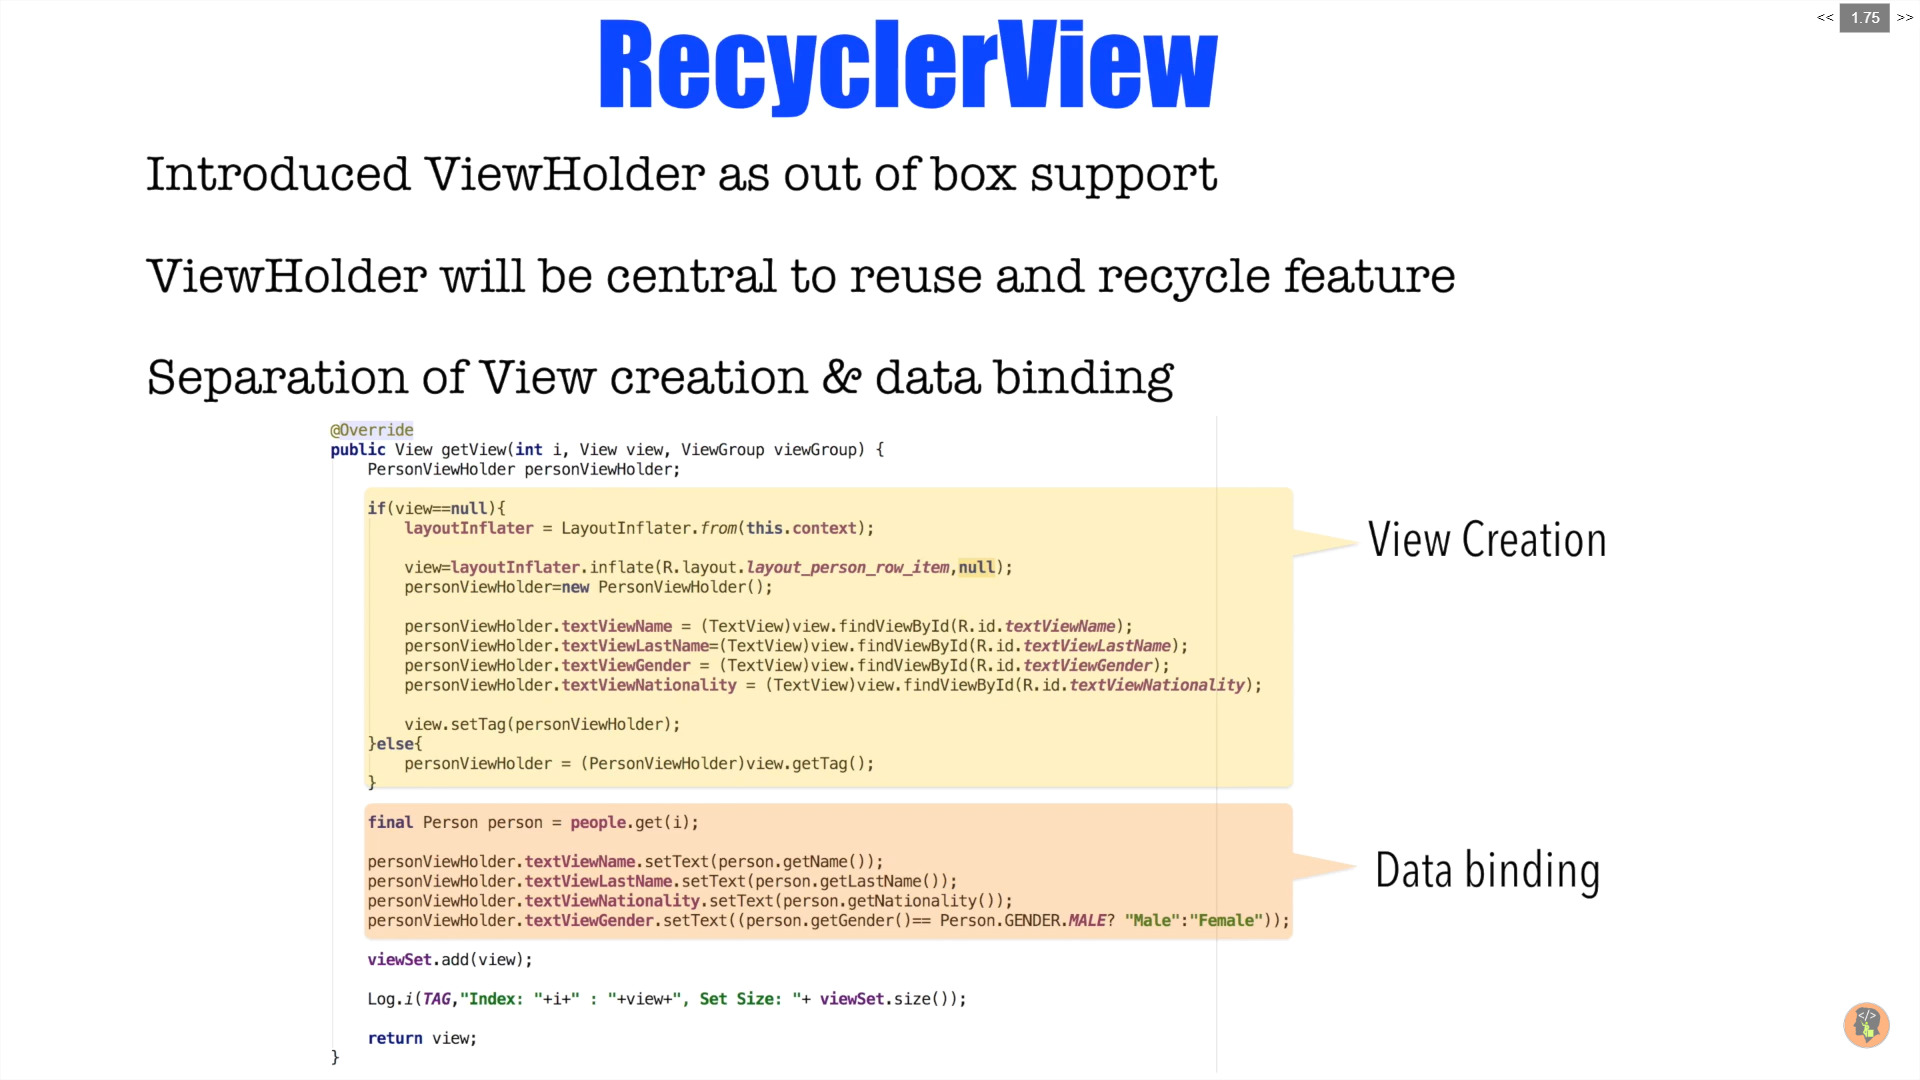 << 1.75 >>
RecyclerView
Introduced ViewHolder as out of box support
ViewHolder will be central to reuse and recycle feature
Separation of View creation & data binding
@Override
public View getView(int i, View view, ViewGroup viewGroup) {
PersonViewHolder personViewHolder;
if(view==null){
layoutInflater = LayoutInflater.from(this.context);
view=layoutInflater.inflate(R.layout.layout_person_row_item,null);
personViewHolder=new PersonViewHolder();
personViewHolder.textViewName = (TextView)view.findViewById(R.id.textViewName);
personViewHolder.textViewLastName=(TextView)view.findViewById(R.id.textViewLastName);
personViewHolder.textViewGender = (TextView)view.findViewById(R.id.textViewGender);
personViewHolder.textViewNationality = (TextView)view.findViewById(R.id.textViewNationality);
view.setTag(personViewHolder);
}else{
personViewHolder = (PersonViewHolder)view.getTag();
}
View Creation
final Person person = people.get(i);
personViewHolder.textViewName.setText(person.getName());
personViewHolder.textViewLastName.setText(person.getLastName());
personViewHolder.textViewNationality.setText(person.getNationality());
personViewHolder.textViewGender.setText((person.getGender()== Person.GENDER.MALE? "Male":"Female"));
Data binding
viewSet.add(view);
Log.i(TAG,"Index: "+i+" : "+view+", Set Size: "+ viewSet.size());
return view;
}